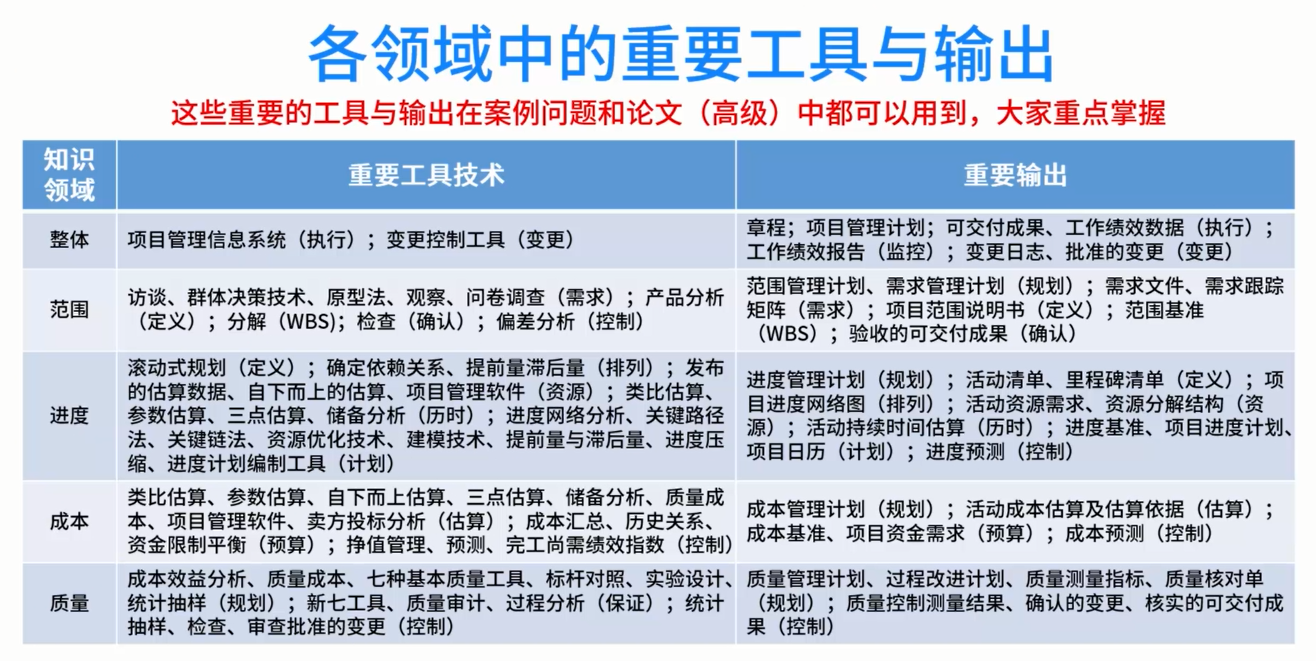 各领域中的重要工具与输出
这些重要的工具与输出在案例问题和论文（高级）中都可以用到，大家重点掌握
知识
领域
重要工具技术
重要输出
整体
项目管理信息系统（执行）；变更控制工具（变更）
章程；项目管理计划；可交付成果、工作绩效数据（执行）；
工作绩效报告（监控）；变更日志、批准的变更（变更）
范围
访谈、群体决策技术、原型法、观察、问卷调查（需求）；产品分析
（定义）；分解（WBS)；检查（确认）；偏差分析（控制）
范围管理计划、需求管理计划（规划）；需求文件、需求跟踪
矩阵（需求）；项目范围说明书（定义）；范围基准
（WBS）；验收的可交付成果（确认）
进度
滚动式规划（定义）；确定依赖关系、提前量滞后量（排列）；发布
的估算数据、自下而上的估算、项目管理软件（资源）；类比估算、
参数估算、三点估算、储备分析（历时）；进度网络分析、关键路径
法、关键链法、资源优化技术、建模技术、提前量与滞后量、进度压
缩、进度计划编制工具（计划）
进度管理计划（规划）；活动清单、里程碑清单（定义）；项
目进度网络图（排列）；活动资源需求、资源分解结构（资
源）；活动持续时间估算（历时）；进度基准、项目进度计划、
项目日历（计划）；进度预测（控制）
成本
类比估算、参数估算、自下而上估算、三点估算、储备分析、质量成
本、项目管理软件、卖方投标分析（估算）；成本汇总、历史关系、
资金限制平衡（预算）；挣值管理、预测、完工尚需绩效指数（控制）
成本管理计划（规划）；活动成本估算及估算依据（估算）；
成本基准、项目资金需求（预算）；成本预测（控制）
质量
成本效益分析、质量成本、七种基本质量工具、标杆对照、实验设计、
统计抽样（规划）；新七工具、质量审计、过程分析（保证）；统计
抽样、检查、审查批准的变更（控制）
质量管理计划、过程改进计划、质量测量指标、质量核对单
（规划）；质量控制测量结果、确认的变更、核实的可交付成
果（控制）